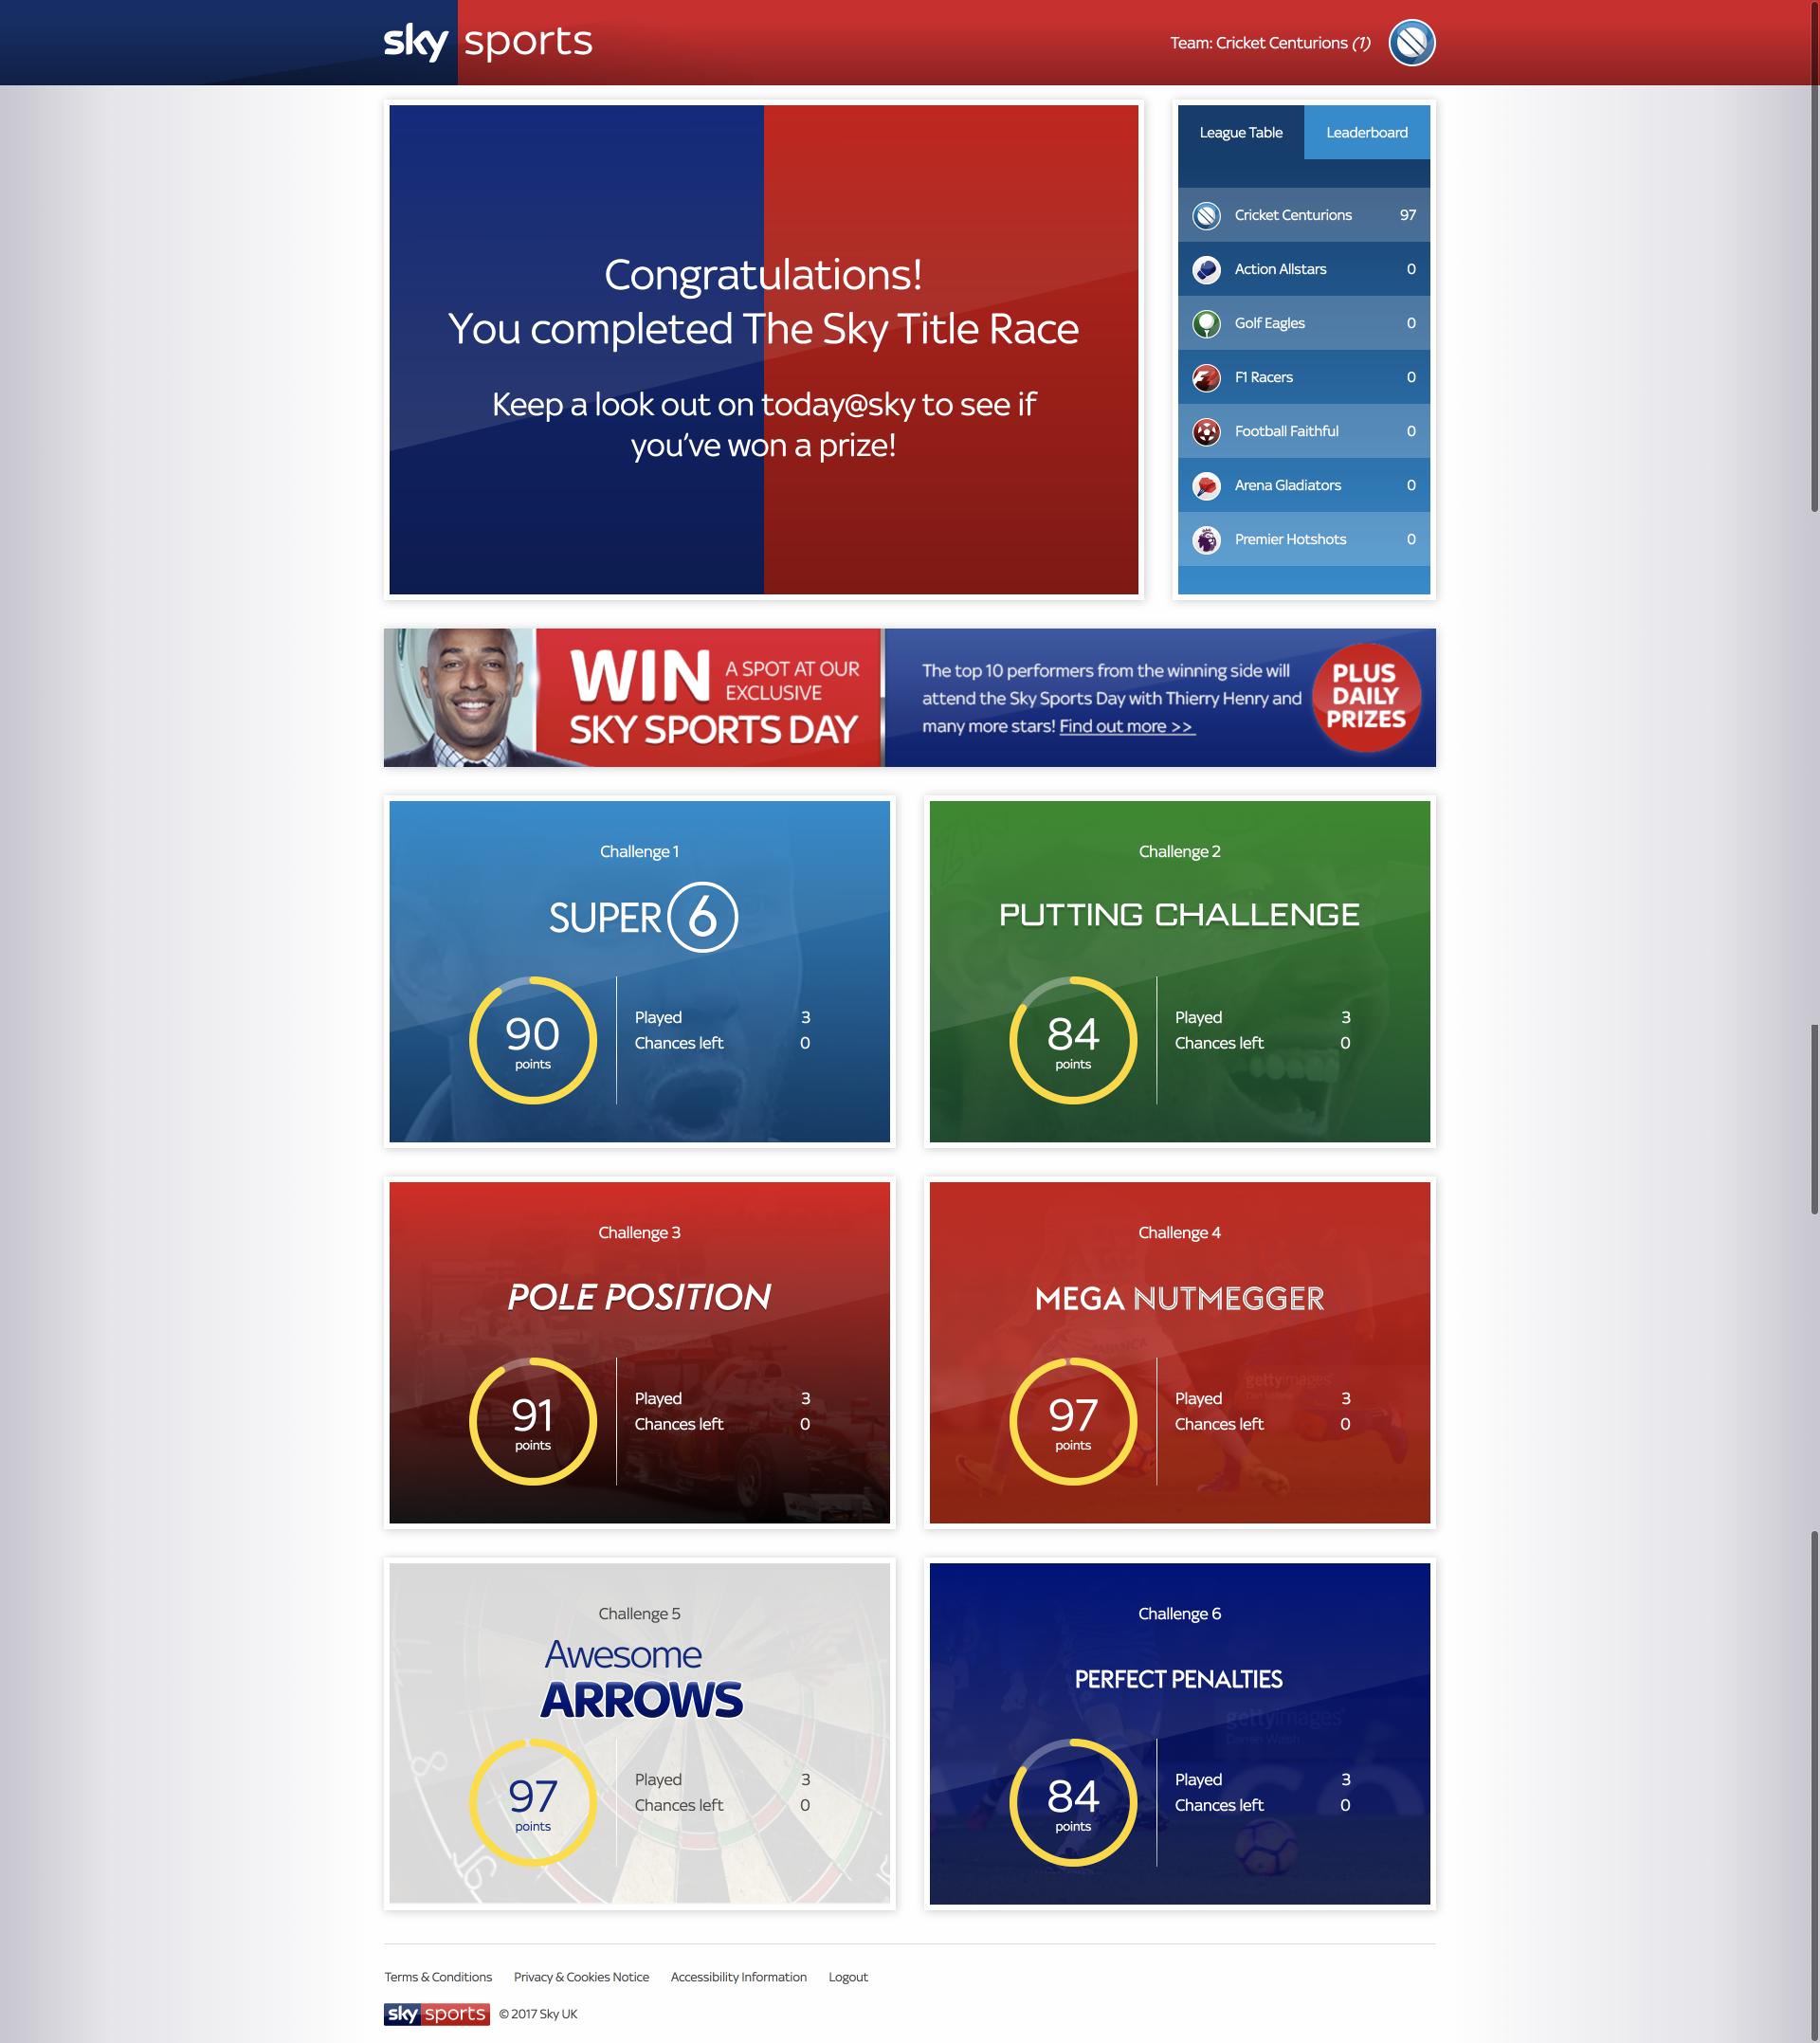 sky sports
Team: Cricket Centurions (1)
Congratulations!
You completed The Sky Title Race
Keep a look out on today@sky to see if
you've won a prize!
League Table
Leaderboard
Cricket Centurions 97
Action Allstars 0
Golf Eagles 0
F1 Racers 0
Football Faithful 0
Arena Gladiators 0
Premier Hotshots 0
WIN A SPOT AT OUR
EXCLUSIVE
SKY SPORTS DAY
The top 10 performers from the winning side will
attend the Sky Sports Day with Thierry Henry and
many more stars! Find out more >>
PLUS
DAILY
PRIZES
Challenge 1
SUPER 6
90
points
Played 3
Chances left 0
Challenge 2
PUTTING CHALLENGE
84
points
Played 3
Chances left 0
Challenge 3
POLE POSITION
91
points
Played 3
Chances left 0
Challenge 4
MEGA NUTMEGGER
gettyimages
97
points
Played 3
Chances left 0
Challenge 5
Awesome
ARROWS
97
points
Played 3
Chances left 0
8
Challenge 6
PERFECT PENALTIES
gettyimages
84
points
Played 3
Chances left 0
Terms & Conditions
Privacy & Cookies Notice
Accessibility Information
Logout
sky sports
© 2017 Sky UK